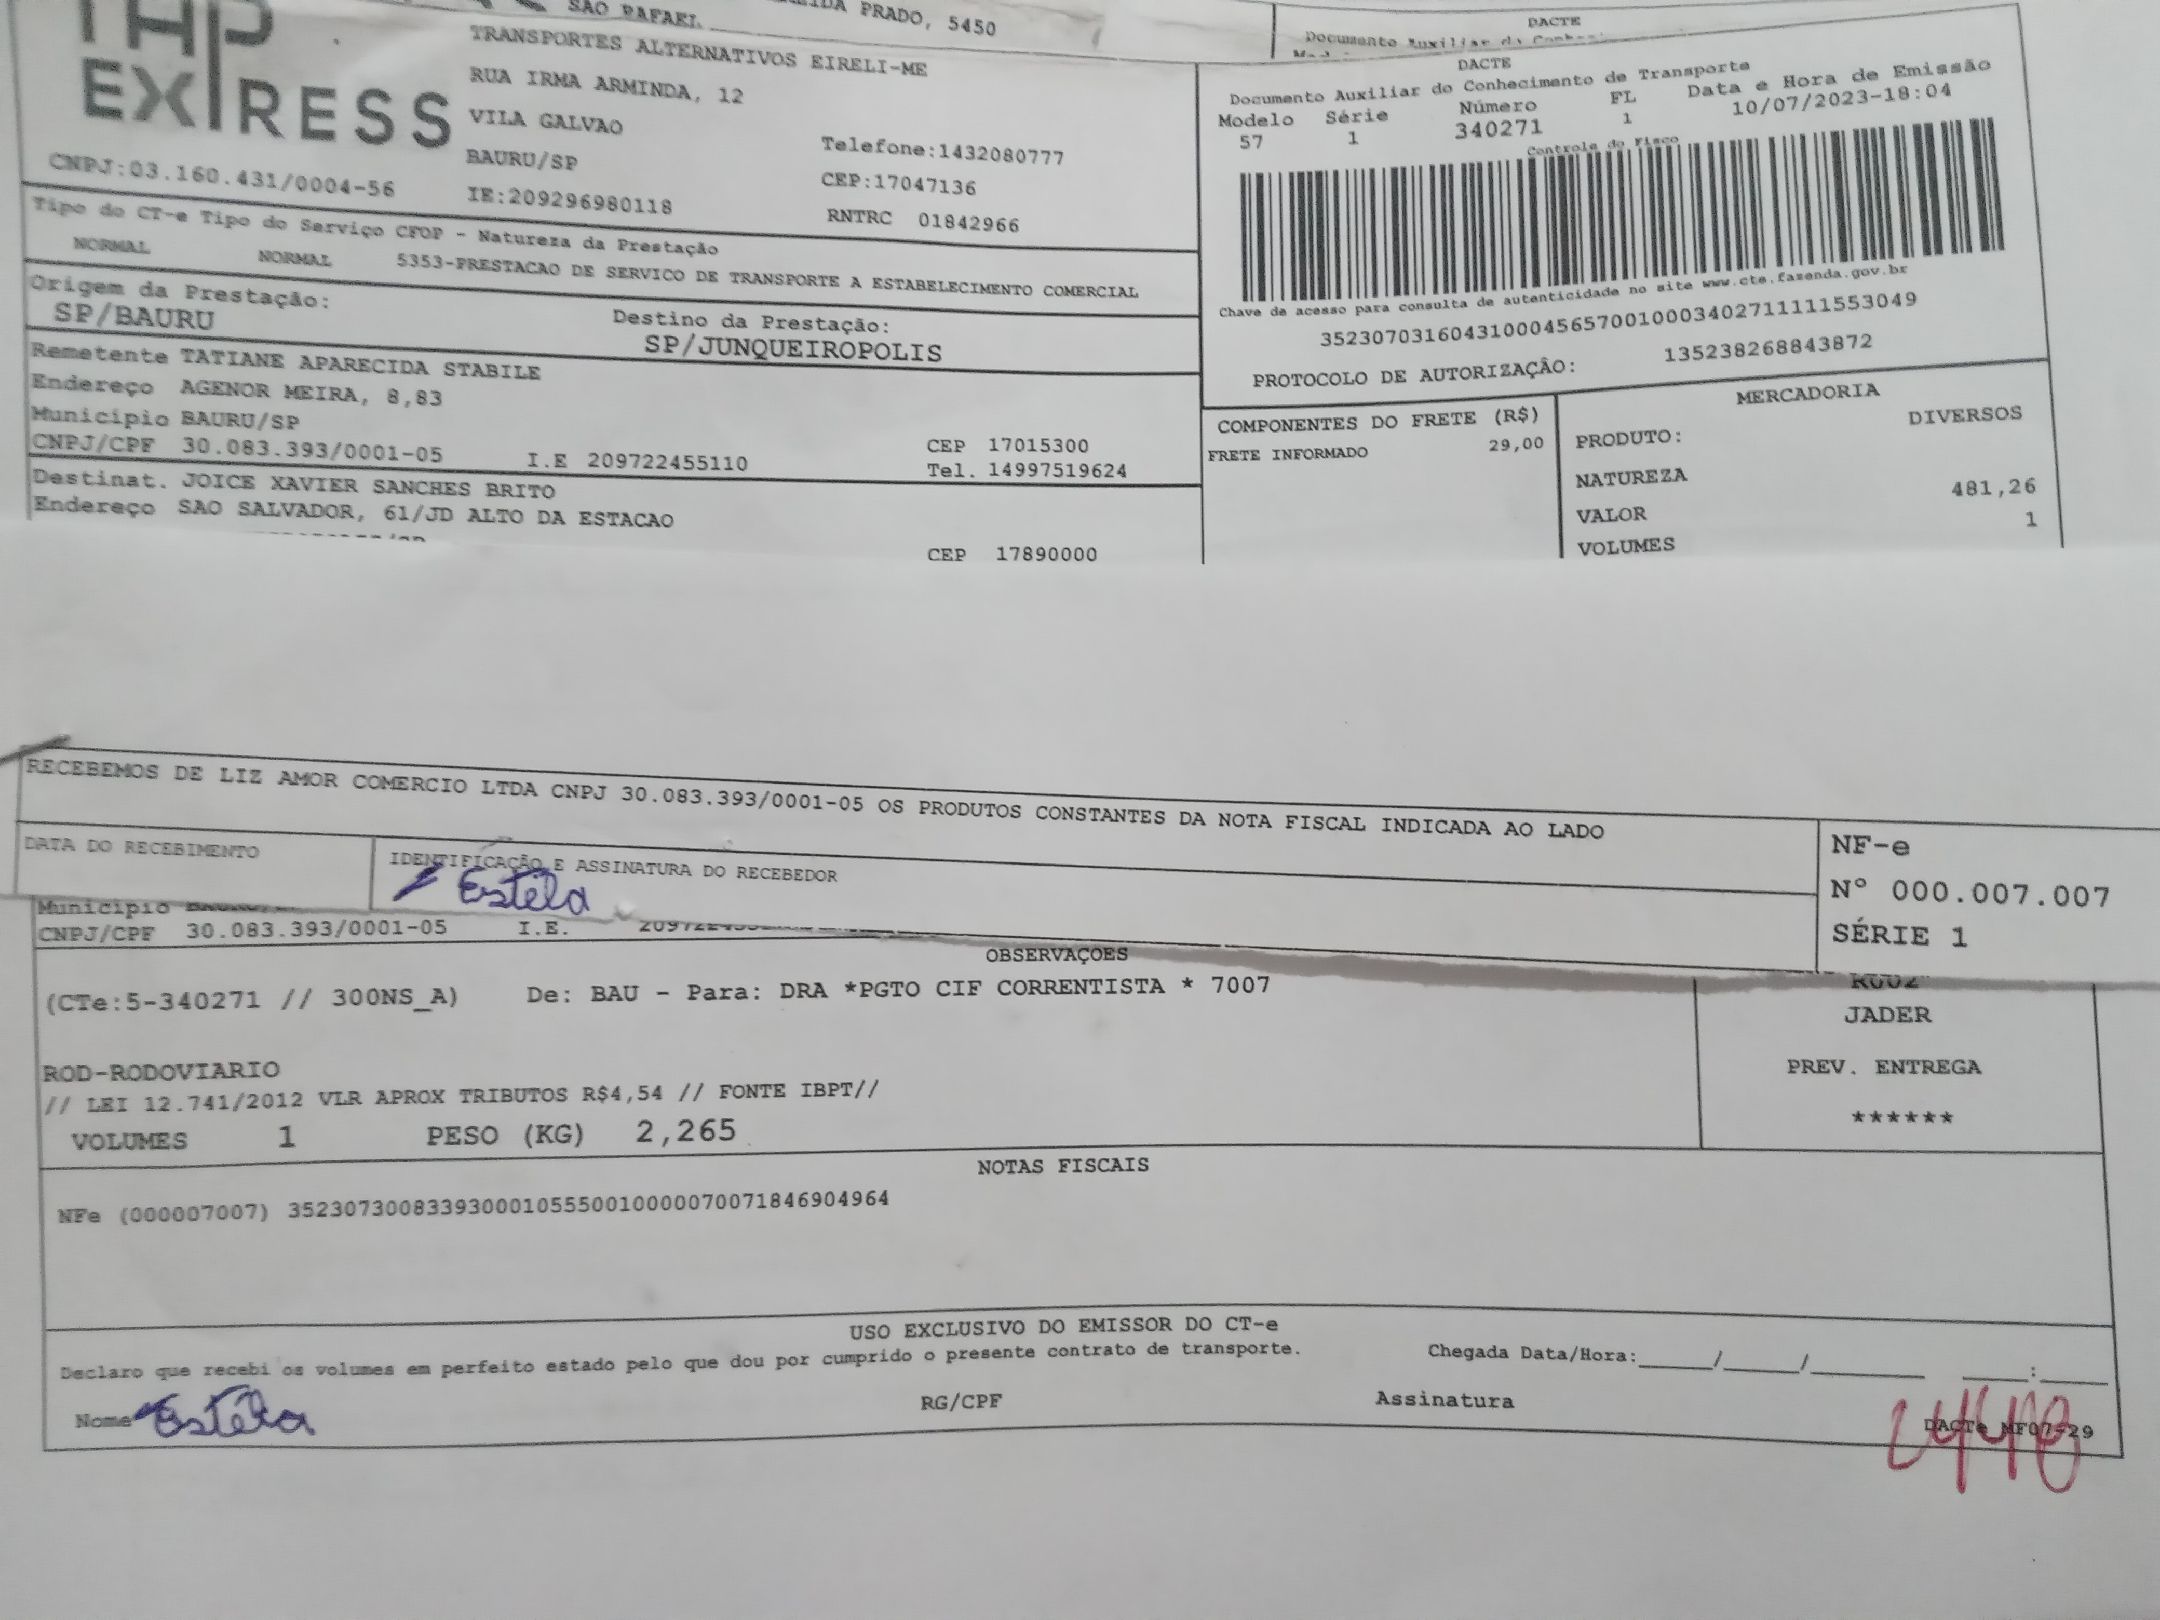 SAO RAFAEL
PRADO, 5450
DACTE
EXPRESS
TRANSPORTES ALTERNATIVOS EIRELI-ME
RUA IRMA ARMINDA, 12
VILA GALVAO
BAURU/SP
Telefone:1432080777
CEP:17047136
CNPJ:03.160.431/0004-56
IE:209296980118
RNTRC 01842966
DACTE
Documento Auxiliar do Conhecimento de Transporte
Modelo Série Número FL Data e Hora de Emissão
57 1 340271 1 10/07/2023-18:04
Controle do Fisco
Chave de acesso para consulta de autenticidade no site www.cte.fazenda.gov.br
35230703160431000456570010003402711111553049
PROTOCOLO DE AUTORIZAÇÃO: 135238268843872
Tipo do CT-e Tipo do Serviço CFOP - Natureza da Prestação
NORMAL NORMAL 5353-PRESTACAO DE SERVICO DE TRANSPORTE A ESTABELECIMENTO COMERCIAL
Origem da Prestação: Destino da Prestação:
SP/BAURU SP/JUNQUEIROPOLIS
Remetente TATIANE APARECIDA STABILE
Endereço AGENOR MEIRA, 8,83
Município BAURU/SP CEP 17015300
CNPJ/CPF 30.083.393/0001-05 I.E 209722455110 Tel. 14997519624
Destinat. JOICE XAVIER SANCHES BRITO
Endereço SAO SALVADOR, 61/JD ALTO DA ESTACAO
CEP 17890000
COMPONENTES DO FRETE (R$)
FRETE INFORMADO 29,00
MERCADORIA
PRODUTO: DIVERSOS
NATUREZA
VALOR 481,26
VOLUMES 1
RECEBEMOS DE LIZ AMOR COMERCIO LTDA CNPJ 30.083.393/0001-05 OS PRODUTOS CONSTANTES DA NOTA FISCAL INDICADA AO LADO
DATA DO RECEBIMENTO
IDENTIFICAÇÃO E ASSINATURA DO RECEBEDOR
Estela
NF-e
Nº 000.007.007
SÉRIE 1
Município
CNPJ/CPF 30.083.393/0001-05 I.E.
OBSERVAÇOES
(CTe:5-340271 // 300NS_A) De: BAU - Para: DRA *PGTO CIF CORRENTISTA * 7007
R002
JADER
PREV. ENTREGA
******
ROD-RODOVIARIO
// LEI 12.741/2012 VLR APROX TRIBUTOS R$4,54 // FONTE IBPT//
VOLUMES 1 PESO (KG) 2,265
NOTAS FISCAIS
NFe (000007007) 35230730083393000105550010000070071846904964
USO EXCLUSIVO DO EMISSOR DO CT-e
Declaro que recebi os volumes em perfeito estado pelo que dou por cumprido o presente contrato de transporte. Chegada Data/Hora:_____/_____/_______ ____:____
Nome Estela RG/CPF Assinatura
DACTe NF07-29